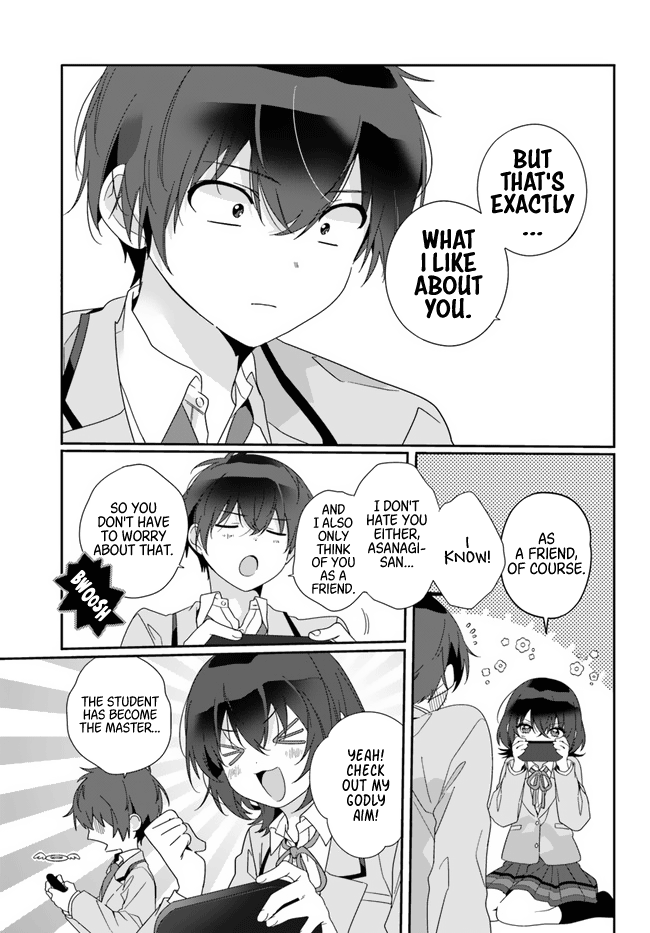 BUT
THAT'S
EXACTLY
...
WHAT
I LIKE
ABOUT
YOU.
AS
A FRIEND,
OF COURSE.
I
KNOW!
I DON'T
HATE YOU
EITHER,
ASANAGI-
SAN...
AND
I ALSO
ONLY
THINK
OF YOU
AS A
FRIEND.
SO YOU
DON'T HAVE
TO WORRY
ABOUT THAT.
BWOOSH
YEAH!
CHECK
OUT MY
GODLY
AIM!
THE STUDENT
HAS BECOME
THE MASTER...